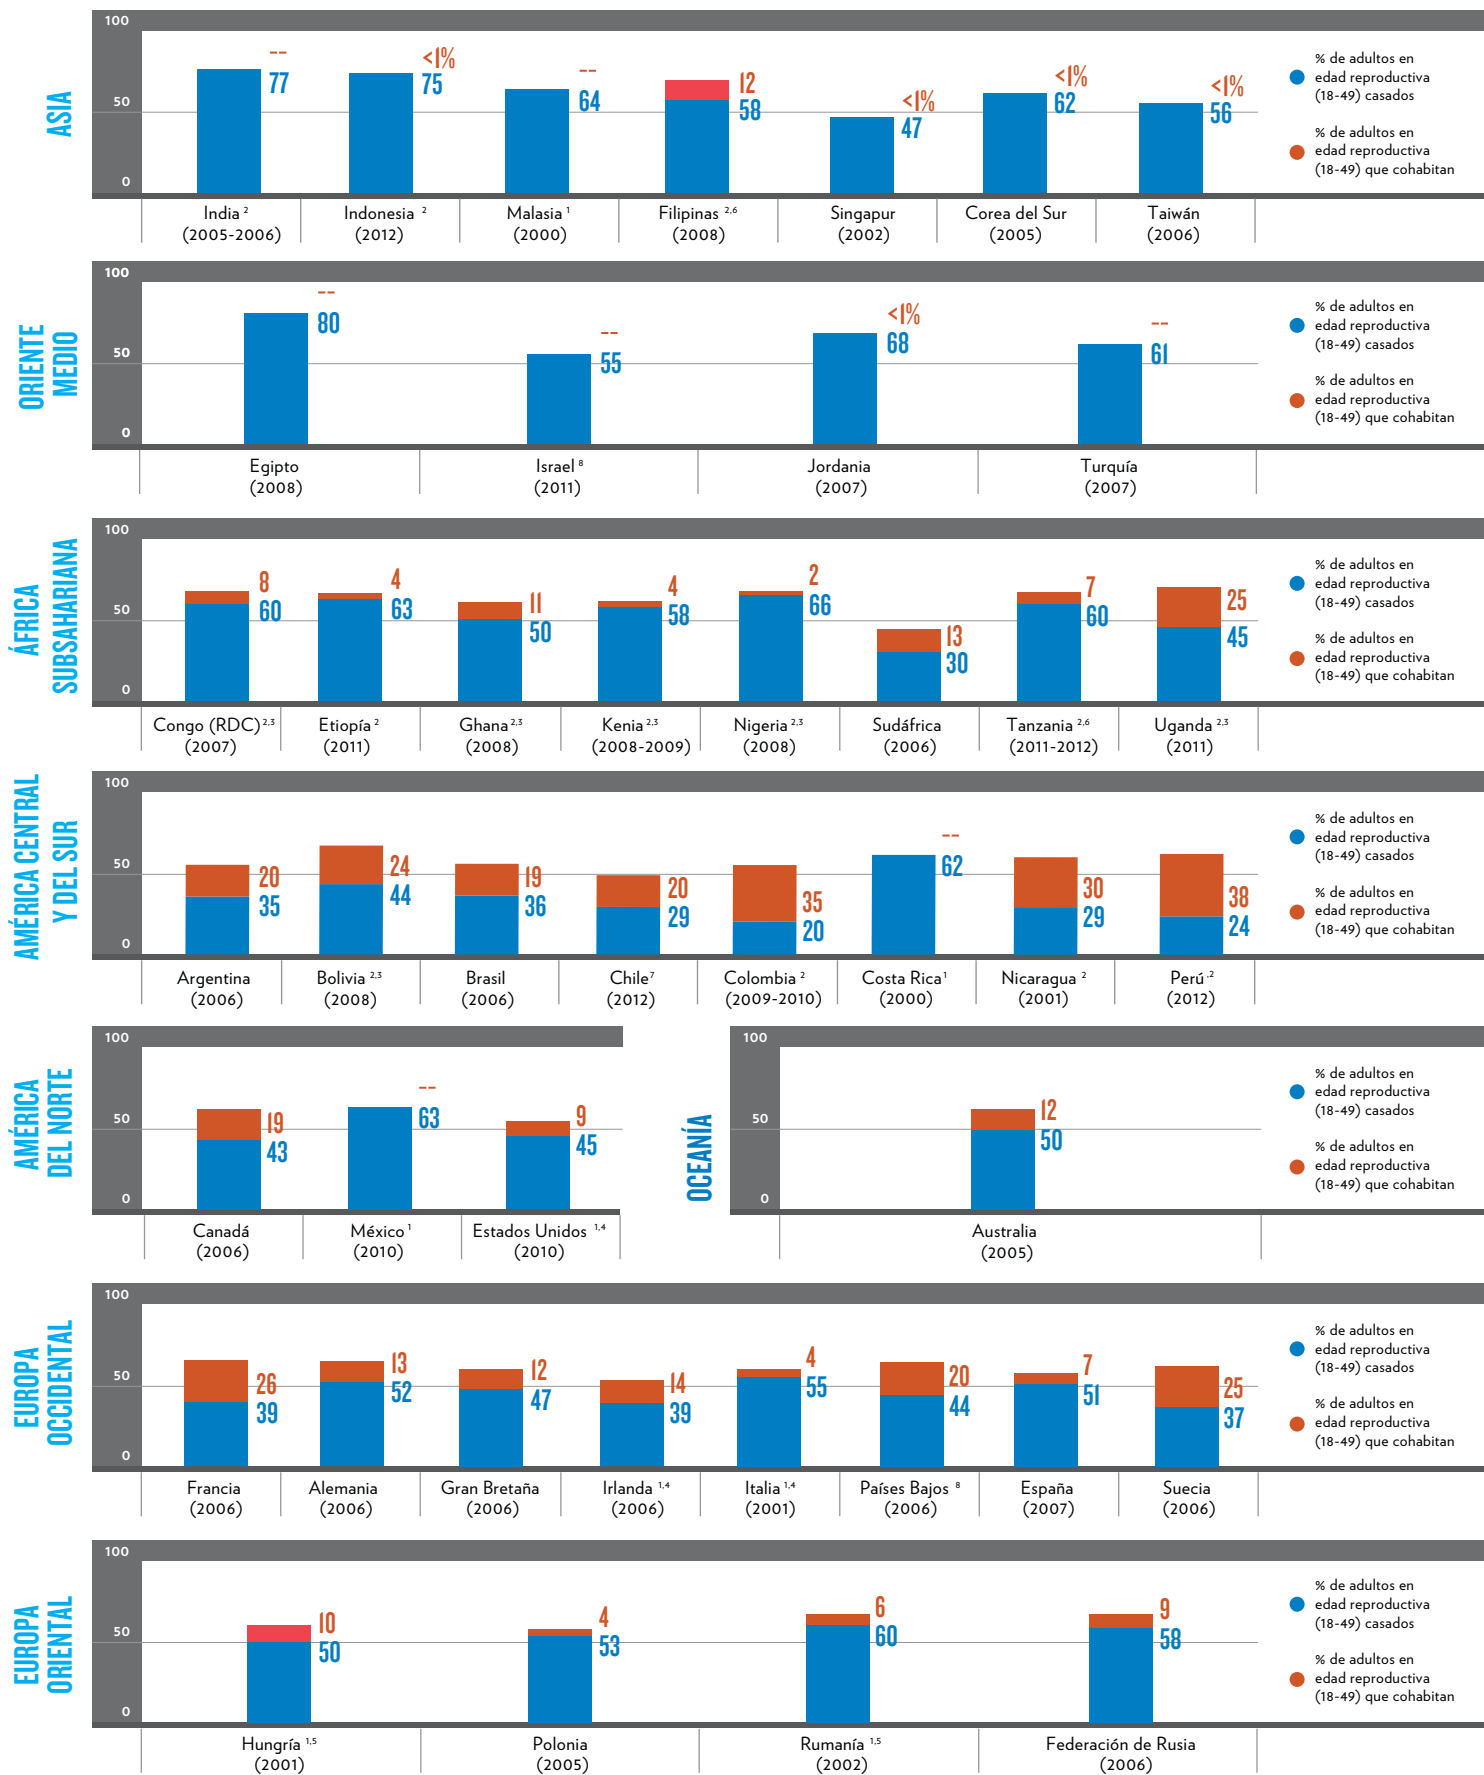 ASIA
100
50
0
--
77
<1%
75
--
64
12
58
<1%
47
<1%
62
<1%
56
% de adultos en
edad reproductiva
(18-49) casados
% de adultos en
edad reproductiva
(18-49) que cohabitan
India 2
(2005-2006)
Indonesia 2
(2012)
Malasia 1
(2000)
Filipinas 2,6
(2008)
Singapur
(2002)
Corea del Sur
(2005)
Taiwán
(2006)
ORIENTE
MEDIO
100
50
0
--
80
--
55
<1%
68
--
61
% de adultos en
edad reproductiva
(18-49) casados
% de adultos en
edad reproductiva
(18-49) que cohabitan
Egipto
(2008)
Israel 8
(2011)
Jordania
(2007)
Turquía
(2007)
ÁFRICA
SUBSAHARIANA
100
50
0
8
60
4
63
11
50
4
58
2
66
13
30
7
60
25
45
% de adultos en
edad reproductiva
(18-49) casados
% de adultos en
edad reproductiva
(18-49) que cohabitan
Congo (RDC) 2,3
(2007)
Etiopía 2
(2011)
Ghana 2,3
(2008)
Kenia 2,3
(2008-2009)
Nigeria 2,3
(2008)
Sudáfrica
(2006)
Tanzania 2,6
(2011-2012)
Uganda 2,3
(2011)
AMÉRICA CENTRAL
Y DEL SUR
100
50
0
20
35
24
44
19
36
20
29
35
20
--
62
30
29
38
24
% de adultos en
edad reproductiva
(18-49) casados
% de adultos en
edad reproductiva
(18-49) que cohabitan
Argentina
(2006)
Bolivia 2,3
(2008)
Brasil
(2006)
Chile 7
(2012)
Colombia 2
(2009-2010)
Costa Rica 1
(2000)
Nicaragua 2
(2001)
Perú ,2
(2012)
AMÉRICA
DEL NORTE
100
50
0
19
43
--
63
9
45
Canadá
(2006)
México 1
(2010)
Estados Unidos 1,4
(2010)
OCEANÍA
100
50
0
12
50
% de adultos en
edad reproductiva
(18-49) casados
% de adultos en
edad reproductiva
(18-49) que cohabitan
Australia
(2005)
EUROPA
OCCIDENTAL
100
50
0
26
39
13
52
12
47
14
39
4
55
20
44
7
51
25
37
% de adultos en
edad reproductiva
(18-49) casados
% de adultos en
edad reproductiva
(18-49) que cohabitan
Francia
(2006)
Alemania
(2006)
Gran Bretaña
(2006)
Irlanda 1,4
(2006)
Italia 1,4
(2001)
Países Bajos 8
(2006)
España
(2007)
Suecia
(2006)
EUROPA
ORIENTAL
100
50
0
10
50
4
53
6
60
9
58
% de adultos en
edad reproductiva
(18-49) casados
% de adultos en
edad reproductiva
(18-49) que cohabitan
Hungría 1,5
(2001)
Polonia
(2005)
Rumanía 1,5
(2002)
Federación de Rusia
(2006)